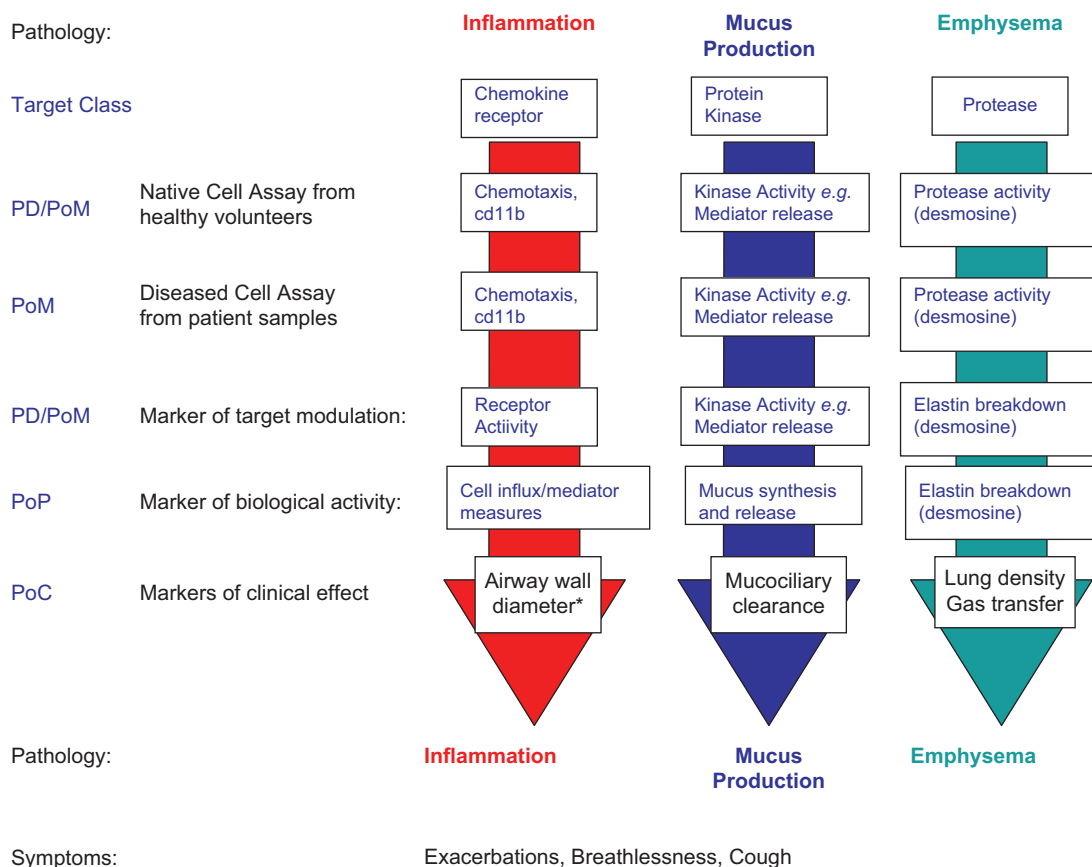 Pathology:
Inflammation
Mucus
Production
Emphysema
Target Class
Chemokine
receptor
Protein
Kinase
Protease
PD/PoM
Native Cell Assay from
healthy volunteers
Chemotaxis,
cd11b
Kinase Activity e.g.
Mediator release
Protease activity
(desmosine)
PoM
Diseased Cell Assay
from patient samples
Chemotaxis,
cd11b
Kinase Activity e.g.
Mediator release
Protease activity
(desmosine)
PD/PoM
Marker of target modulation:
Receptor
Actiivity
Kinase Activity e.g.
Mediator release
Elastin breakdown
(desmosine)
PoP
Marker of biological activity:
Cell influx/mediator
measures
Mucus synthesis
and release
Elastin breakdown
(desmosine)
PoC
Markers of clinical effect
Airway wall
diameter*
Mucociliary
clearance
Lung density
Gas transfer
Pathology:
Inflammation
Mucus
Production
Emphysema
Symptoms:
Exacerbations, Breathlessness, Cough